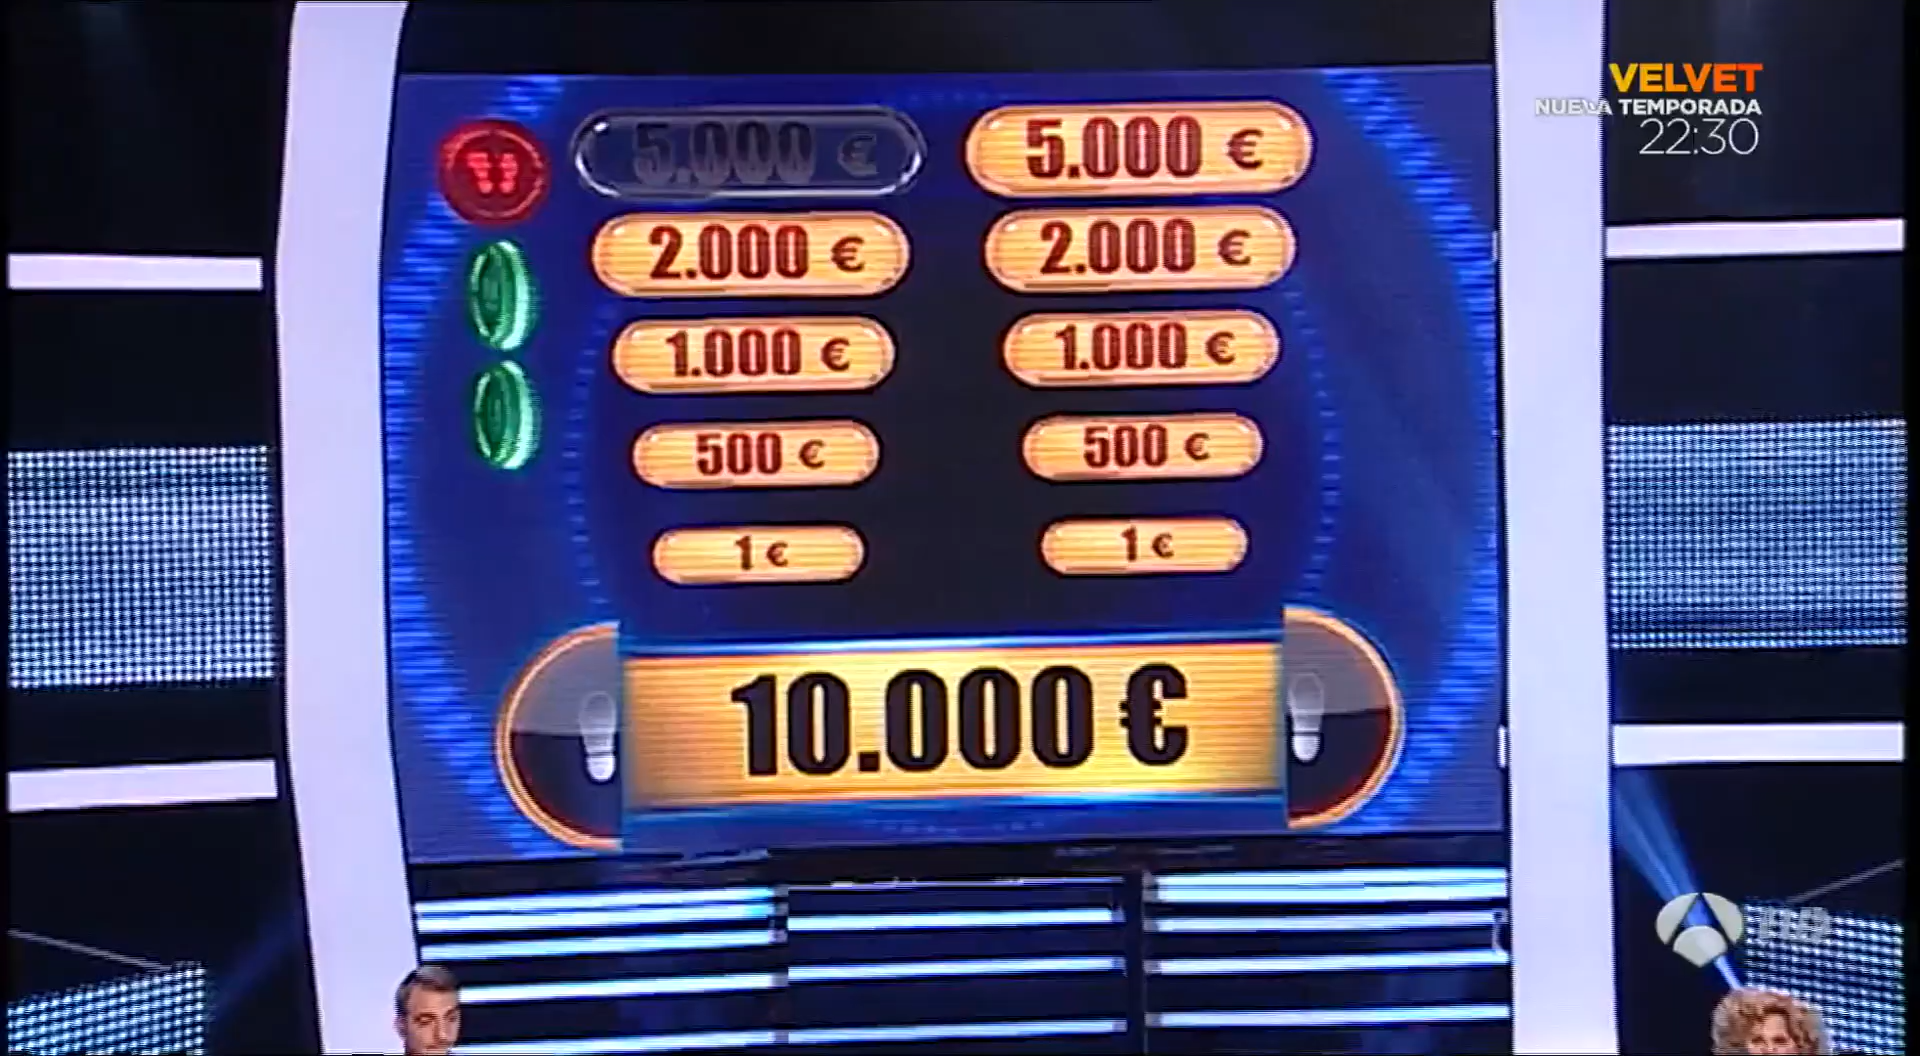 VELVET
NUEVA TEMPORADA
22:30
5.000 € 5.000 €
2.000 € 2.000 €
1.000 € 1.000 €
500 € 500 €
1 € 1 €
10.000 €